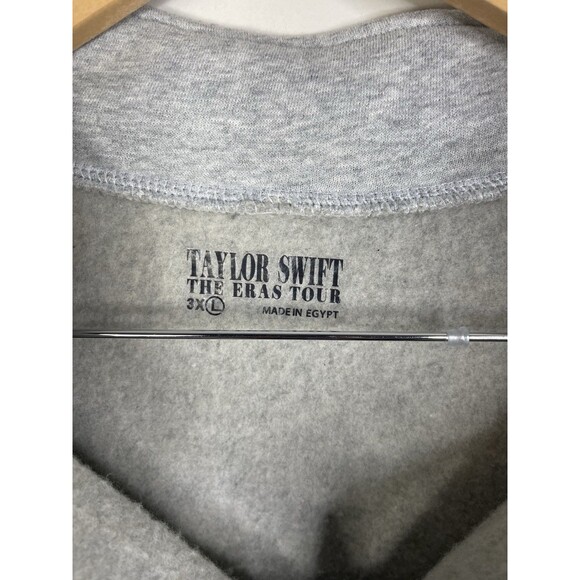 TAYLOR SWIFT
THE ERAS TOUR
3XL MADE IN EGYPT